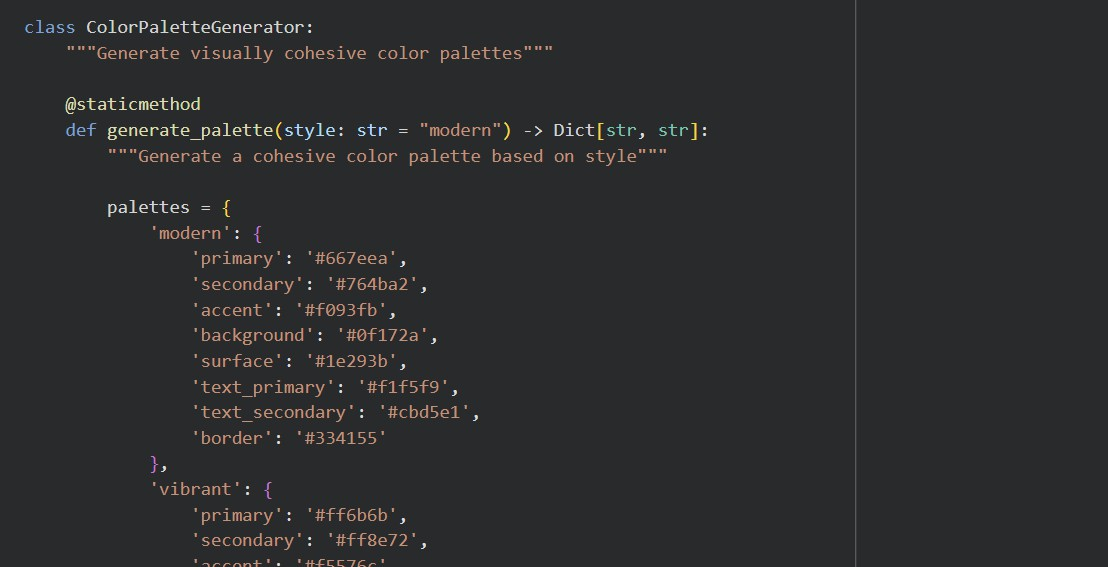 class ColorPaletteGenerator:
    """Generate visually cohesive color palettes"""

    @staticmethod
    def generate_palette(style: str = "modern") -> Dict[str, str]:
        """Generate a cohesive color palette based on style"""

        palettes = {
            'modern': {
                'primary': '#667eea',
                'secondary': '#764ba2',
                'accent': '#f093fb',
                'background': '#0f172a',
                'surface': '#1e293b',
                'text_primary': '#f1f5f9',
                'text_secondary': '#cbd5e1',
                'border': '#334155'
            },
            'vibrant': {
                'primary': '#ff6b6b',
                'secondary': '#ff8e72',
                'accent': '#f5576c'